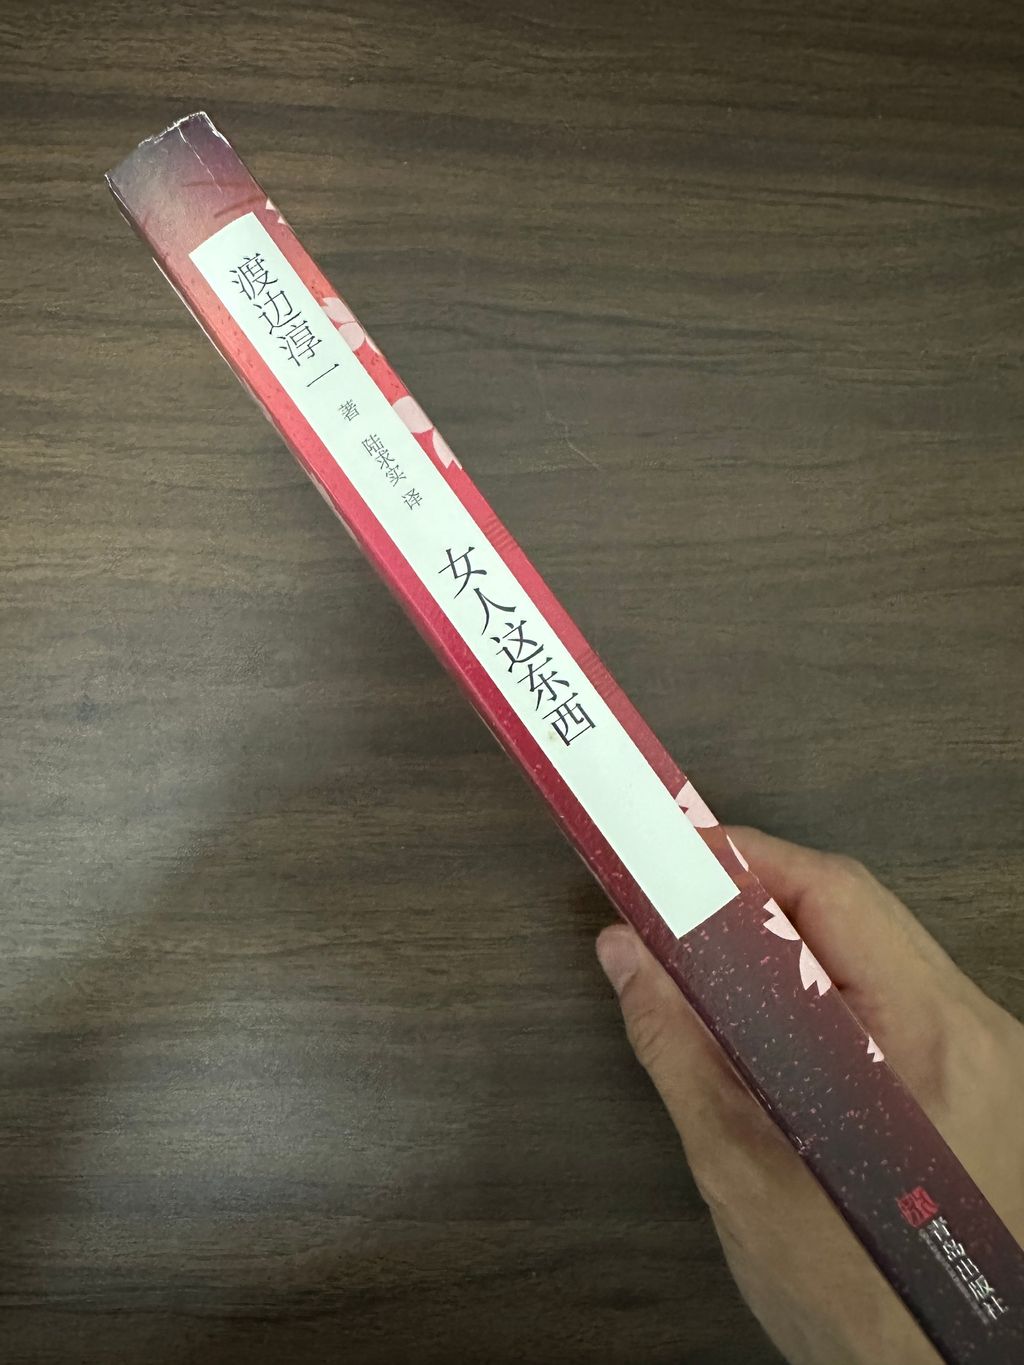 渡边淳一 著 陆求实 译
女人这东西
青岛出版社